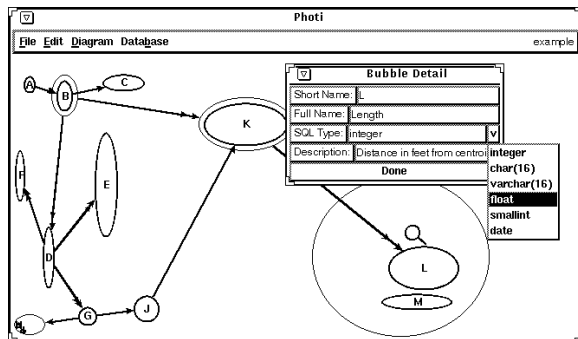 Photi
File Edit Diagram Database example
Bubble Detail
Short Name: L
Full Name: Length
SQL Type: integer v
Description: Distance in feet from centroi
Done
integer
char(16)
varchar(16)
float
smallint
date
A
B
C
K
F
E
D
L
M
G
J